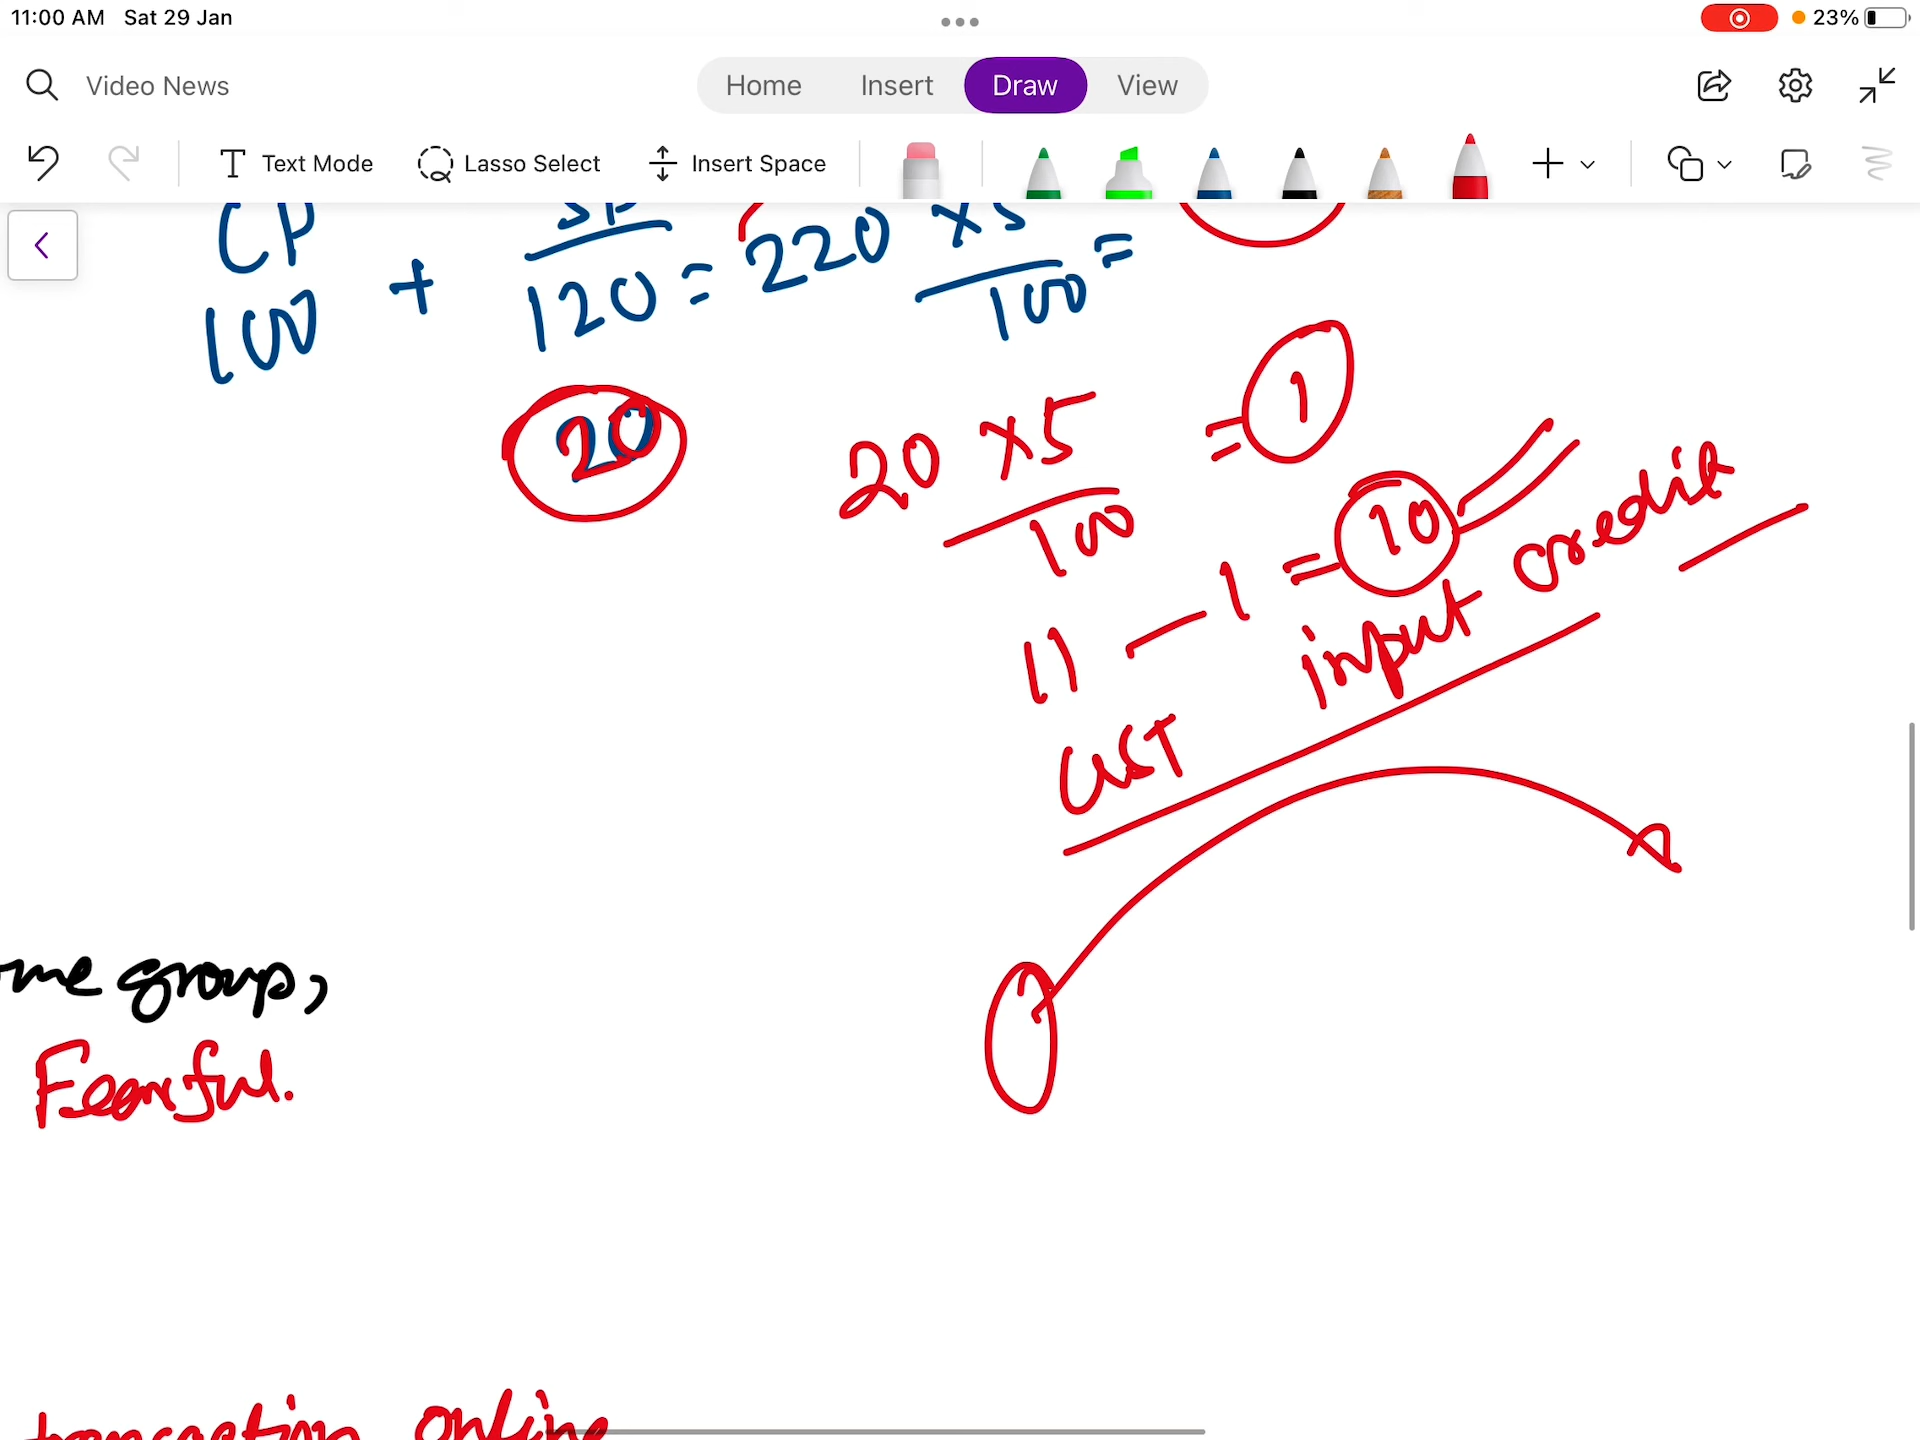 11:00 AM Sat 29 Jan
23%
Video News
Home Insert Draw View
Text Mode Lasso Select Insert Space
CP SP
100 + 120 = 220 × 5 / 100 =
20
20 × 5 / 100 = 1
11 - 1 = 10
GST input credit
me group,
Fearful.
transaction online